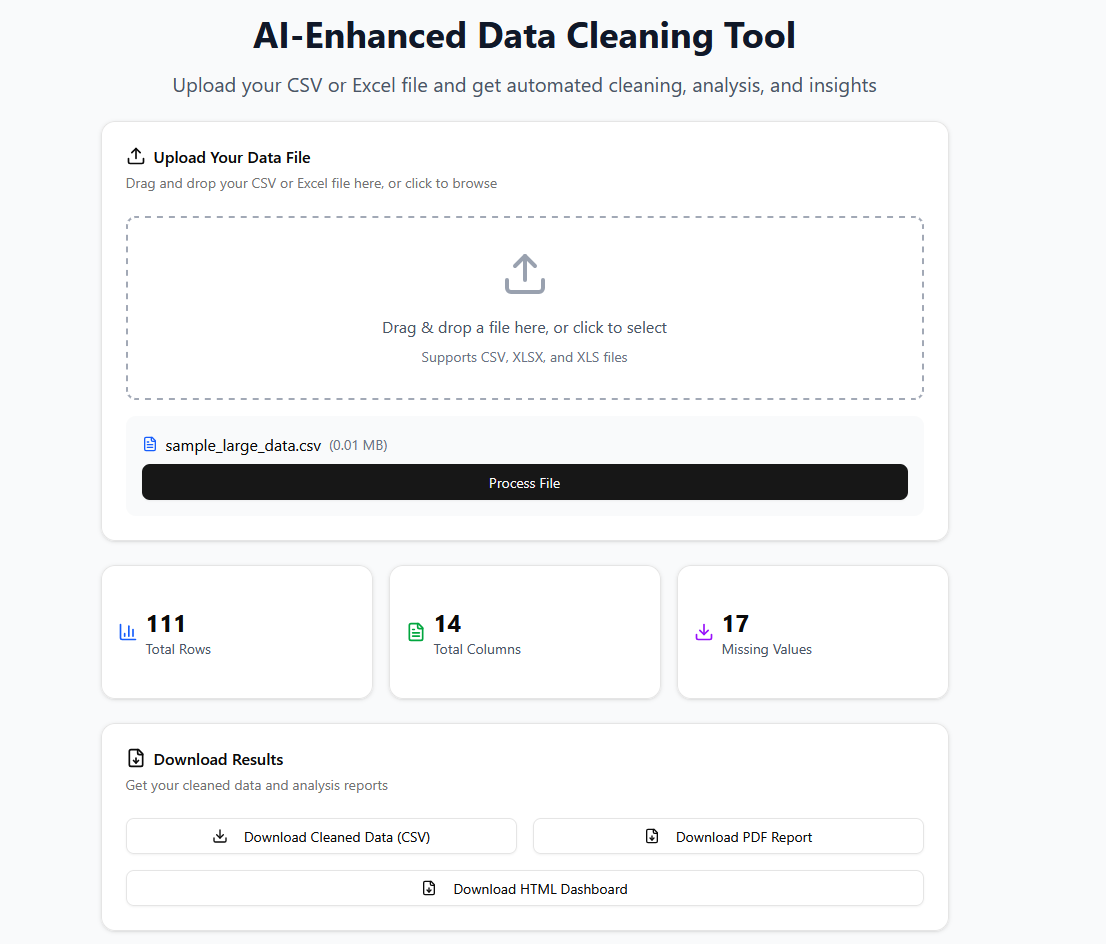 AI-Enhanced Data Cleaning Tool
Upload your CSV or Excel file and get automated cleaning, analysis, and insights
Upload Your Data File
Drag and drop your CSV or Excel file here, or click to browse
Drag & drop a file here, or click to select
Supports CSV, XLSX, and XLS files
sample_large_data.csv (0.01 MB)
Process File
111
Total Rows
14
Total Columns
17
Missing Values
Download Results
Get your cleaned data and analysis reports
Download Cleaned Data (CSV)
Download PDF Report
Download HTML Dashboard